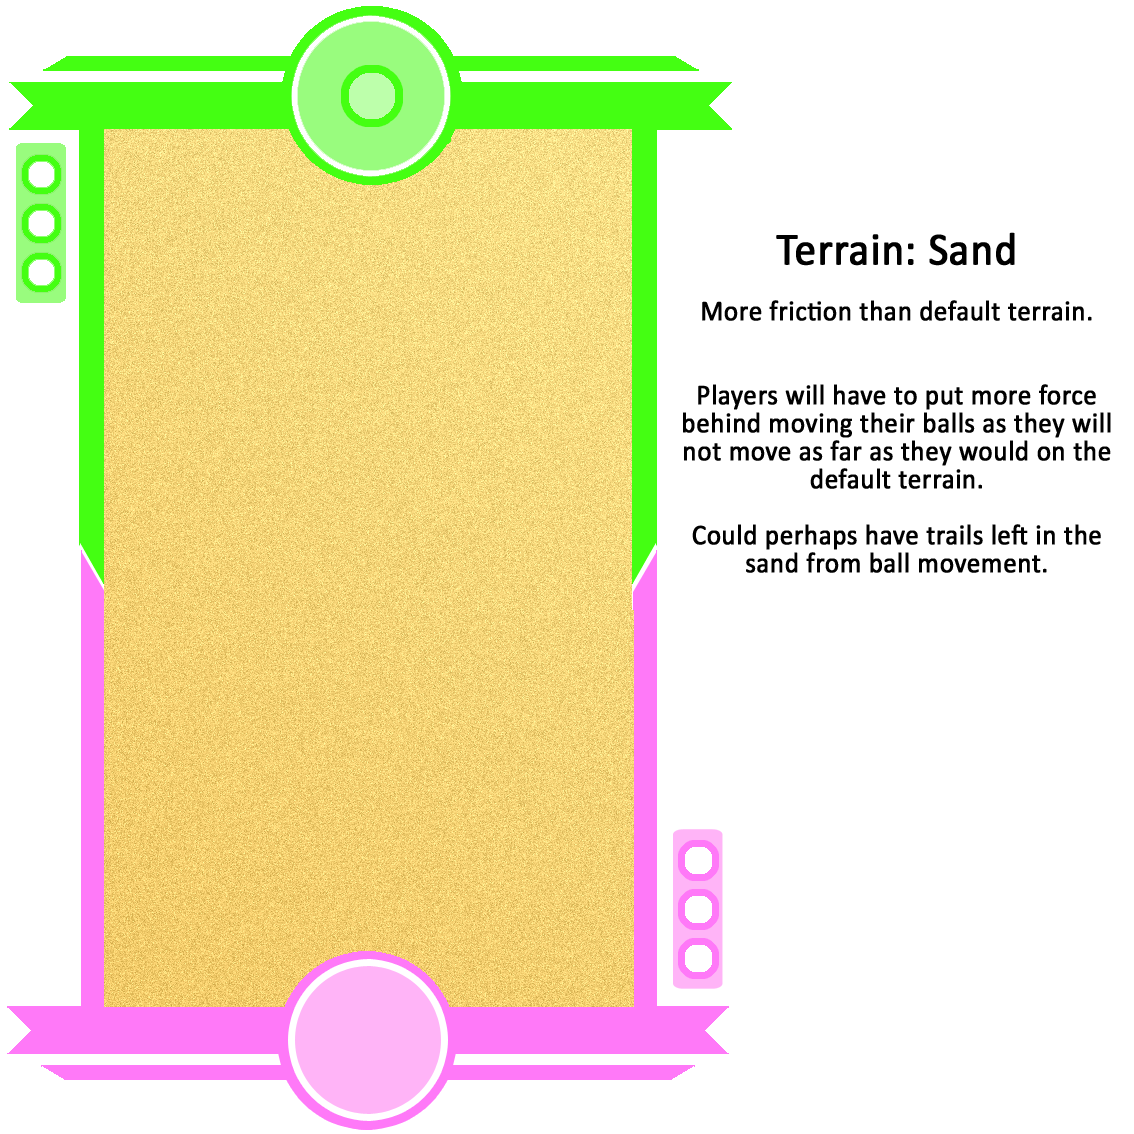 Terrain: Sand
More friction than default terrain.
Players will have to put more force
behind moving their balls as they will
not move as far as they would on the
default terrain.
Could perhaps have trails left in the
sand from ball movement.